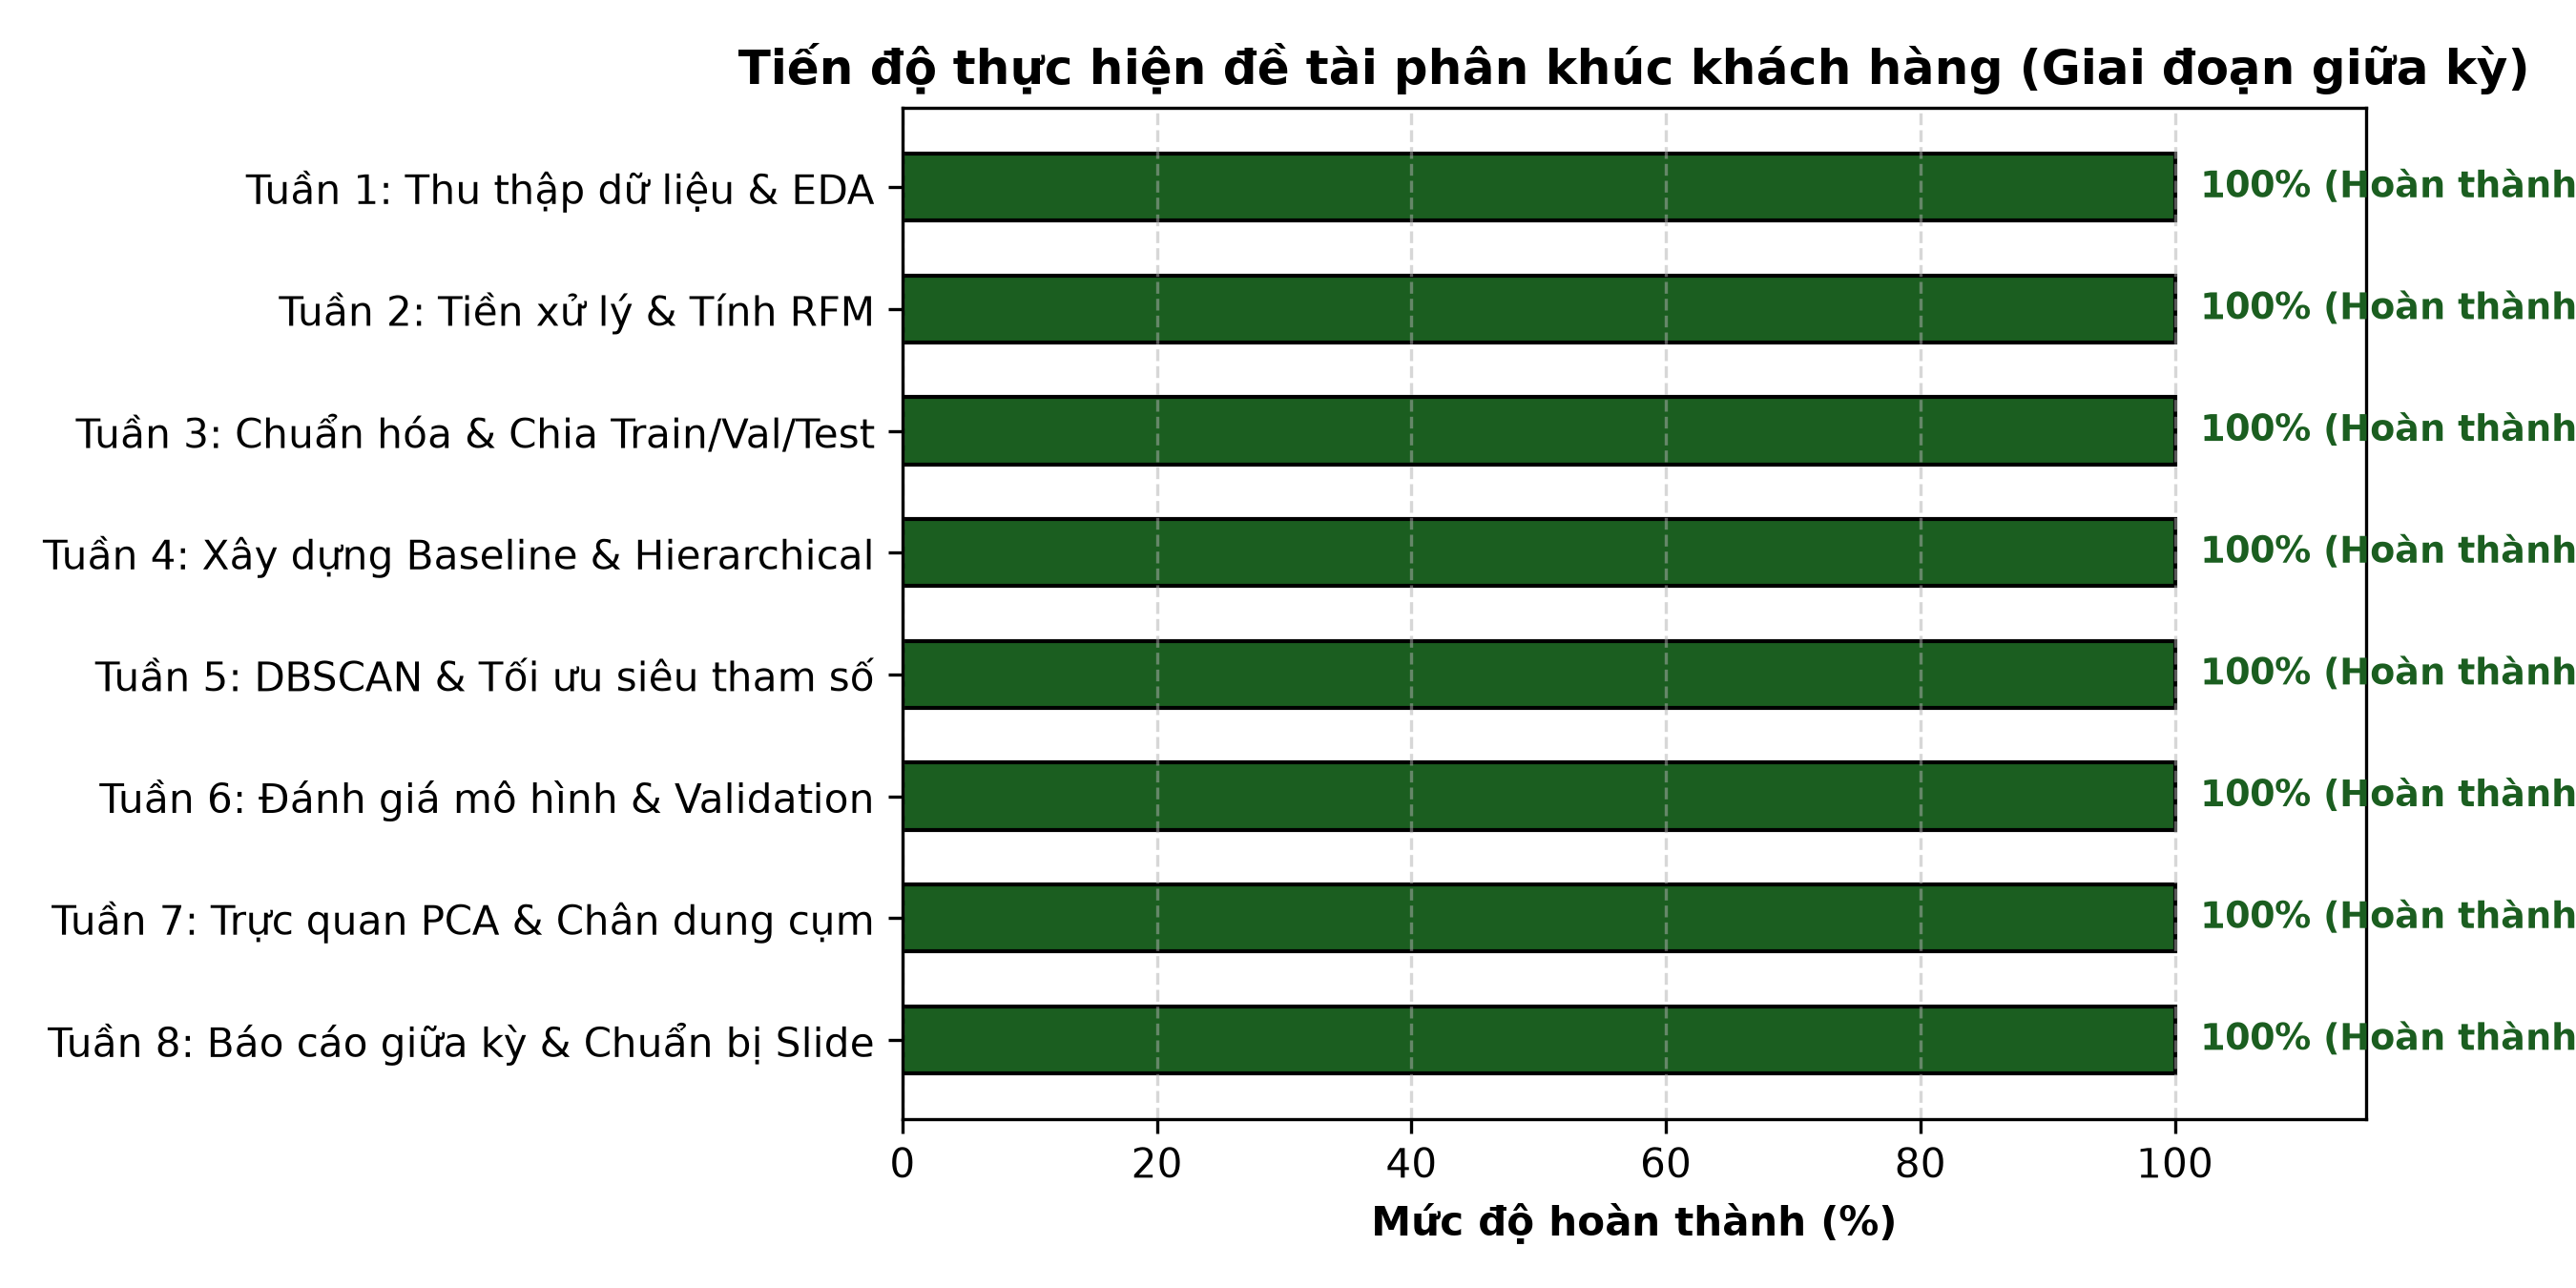 Tiến độ thực hiện đề tài phân khúc khách hàng (Giai đoạn giữa kỳ)
Tuần 1: Thu thập dữ liệu & EDA 100% (Hoàn thành
Tuần 2: Tiền xử lý & Tính RFM 100% (Hoàn thành
Tuần 3: Chuẩn hóa & Chia Train/Val/Test 100% (Hoàn thành
Tuần 4: Xây dựng Baseline & Hierarchical 100% (Hoàn thành
Tuần 5: DBSCAN & Tối ưu siêu tham số 100% (Hoàn thành
Tuần 6: Đánh giá mô hình & Validation 100% (Hoàn thành
Tuần 7: Trực quan PCA & Chân dung cụm 100% (Hoàn thành
Tuần 8: Báo cáo giữa kỳ & Chuẩn bị Slide 100% (Hoàn thành
0 20 40 60 80 100
Mức độ hoàn thành (%)